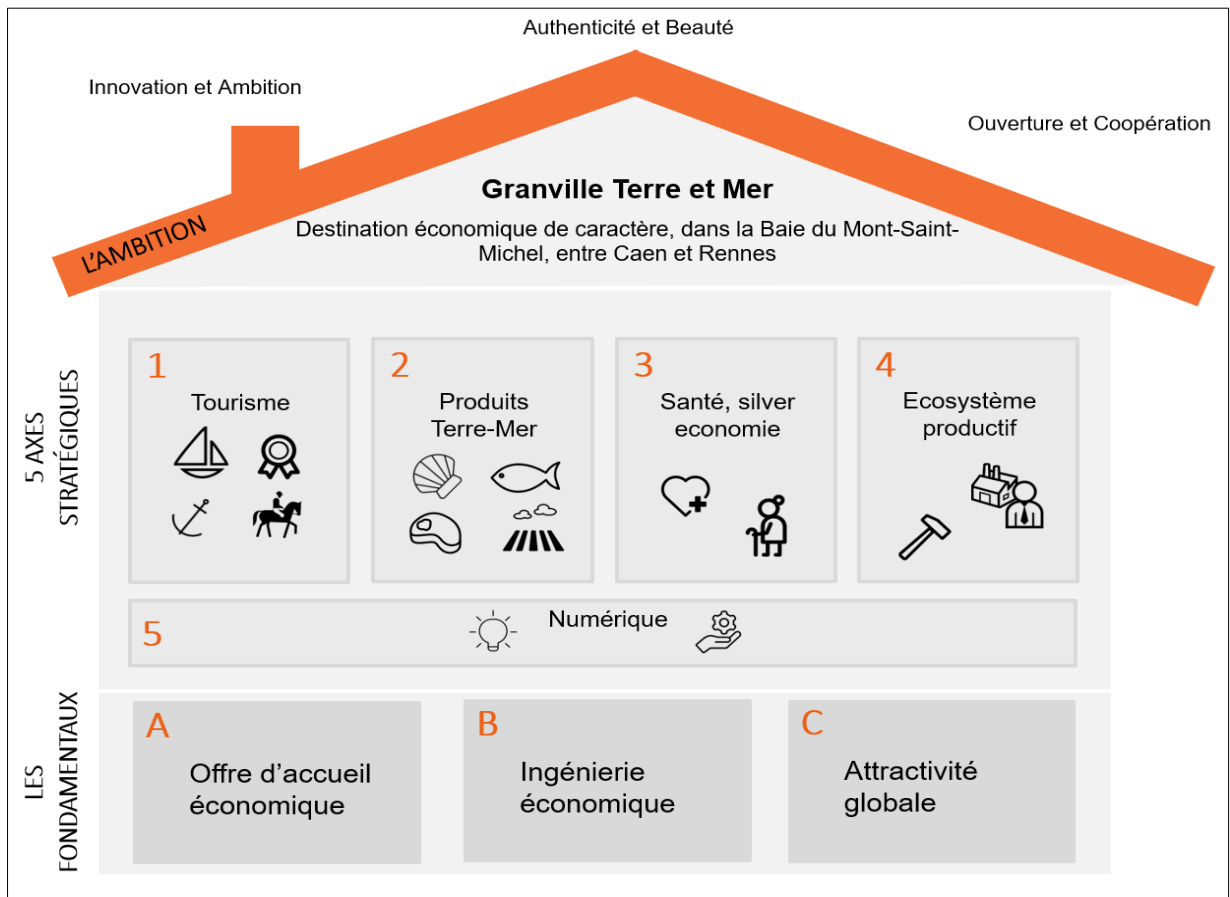 Authenticité et Beauté
Innovation et Ambition
Ouverture et Coopération
L'AMBITION
Granville Terre et Mer
Destination économique de caractère, dans la Baie du Mont-Saint-
Michel, entre Caen et Rennes
5 AXES
STRATÉGIQUES
1
Tourisme
2
Produits
Terre-Mer
3
Santé, silver
economie
4
Ecosystème
productif
5
Numérique
LES
FONDAMENTAUX
A
Offre d'accueil
économique
B
Ingénierie
économique
C
Attractivité
globale